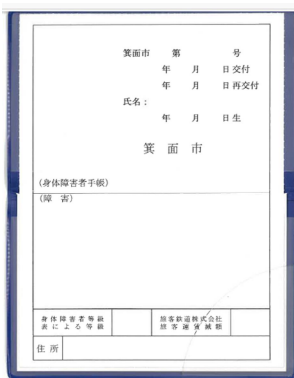 箕面市　第　号
年　月　日 交付
年　月　日 再交付
氏名：
年　月　日 生
箕 面 市
(身体障害者手帳)
(障 害)
身体障害者等級
表による等級
旅客鉄道株式会社
旅客運賃減額
住 所